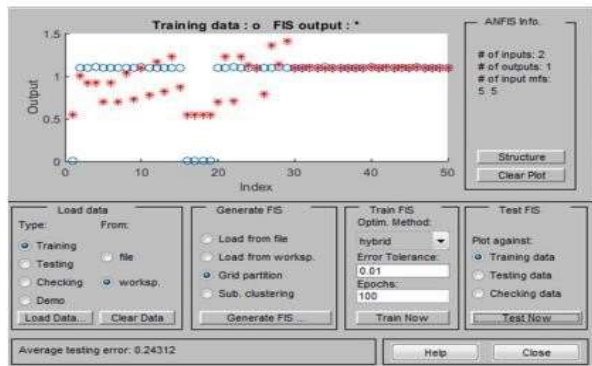 Training data : o   FIS output : *
1.5
1
0.5
0
Output
0 10 20 30 40 50
Index
ANFIS Info.
# of inputs: 2
# of outputs: 1
# of input mfs:
5 5
Structure
Clear Plot
Load data
Type: From:
Training
Testing
Checking
Demo
file
worksp.
Load Data... Clear Data
Generate FIS
Load from file
Load from worksp.
Grid partition
Sub. clustering
Generate FIS ...
Train FIS
Optim. Method:
hybrid
Error Tolerance:
0.01
Epochs:
100
Train Now
Test FIS
Plot against:
Training data
Testing data
Checking data
Test Now
Average testing error: 0.24312
Help
Close